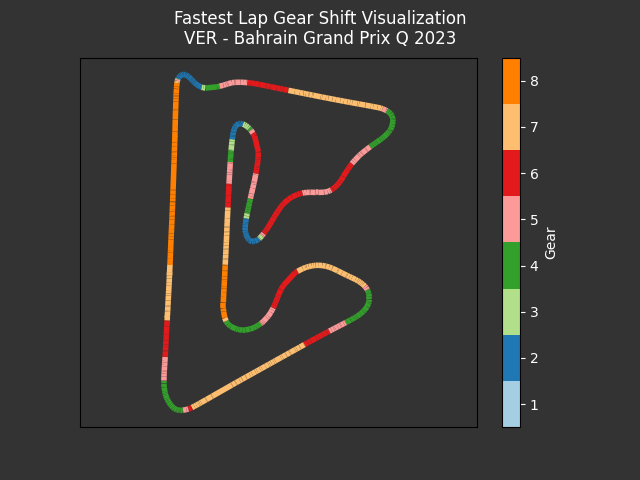 Fastest Lap Gear Shift Visualization
VER - Bahrain Grand Prix Q 2023
8
7
6
5
4
3
2
1
Gear